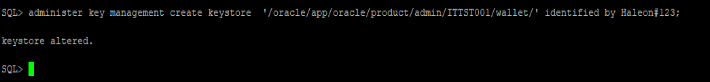 SQL> administer key management create keystore  '/oracle/app/oracle/product/admin/ITTST001/wallet/' identified by Haleon#123;
keystore altered.
SQL>